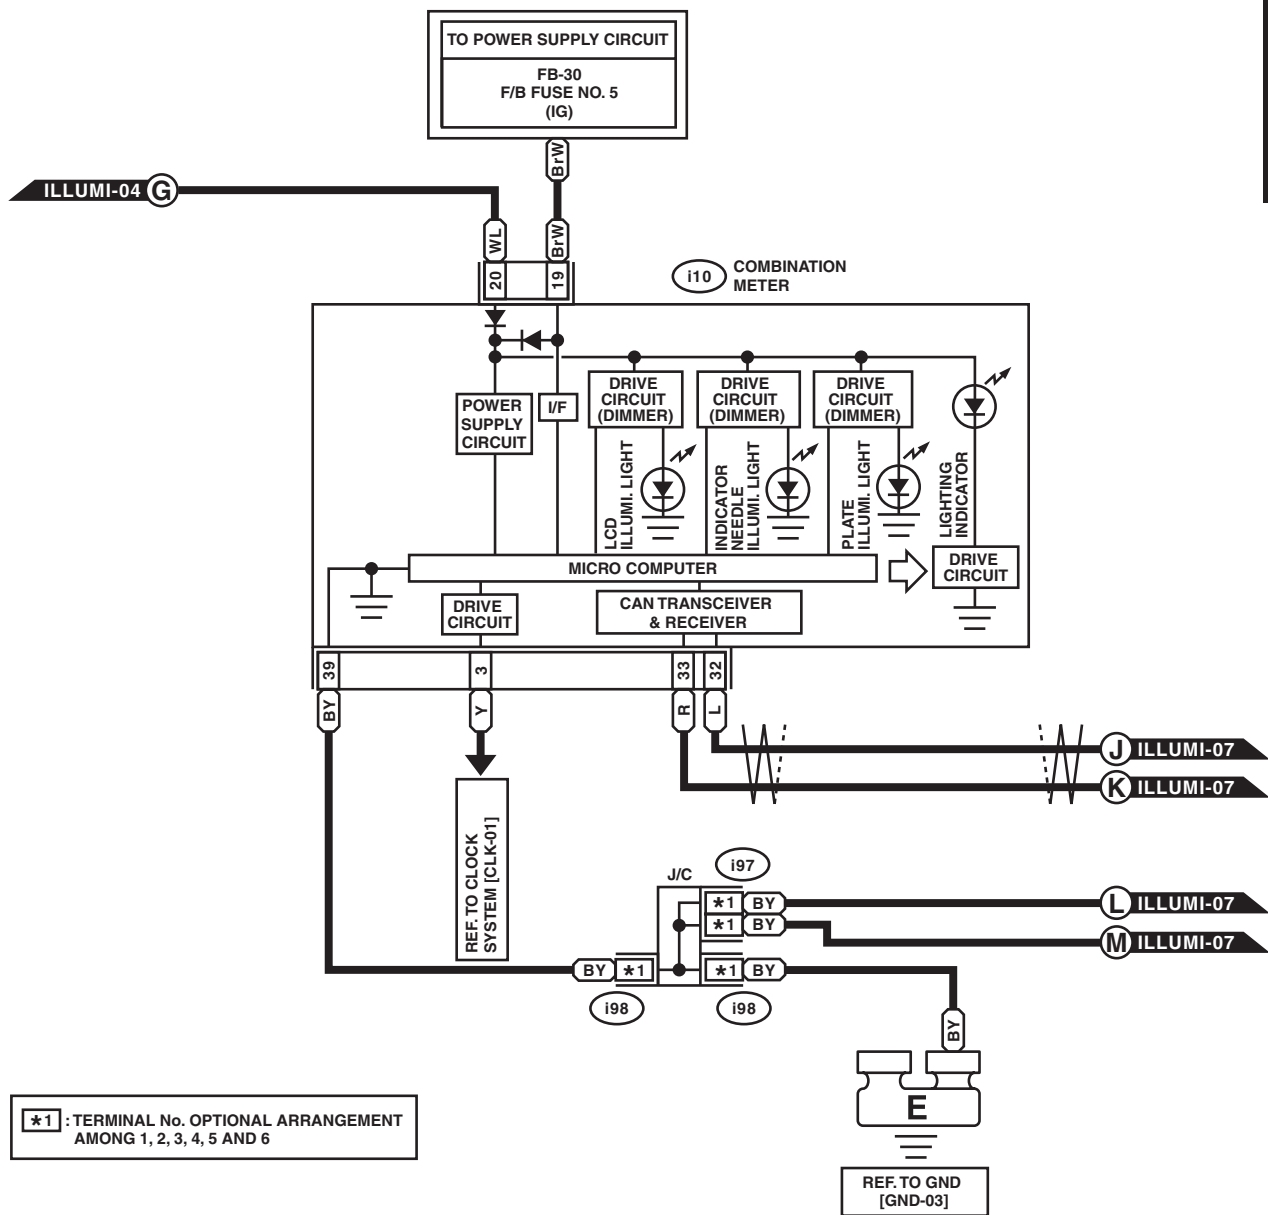 TO POWER SUPPLY CIRCUIT
FB-30
F/B FUSE NO. 5
(IG)
BrW
ILLUMI-04 G
WL
BrW
20
19
i10
COMBINATION
METER
POWER
SUPPLY
CIRCUIT
I/F
DRIVE
CIRCUIT
(DIMMER)
DRIVE
CIRCUIT
(DIMMER)
DRIVE
CIRCUIT
(DIMMER)
LCD
ILLUMI. LIGHT
INDICATOR
NEEDLE
ILLUMI. LIGHT
PLATE
ILLUMI. LIGHT
LIGHTING
INDICATOR
MICRO COMPUTER
DRIVE
CIRCUIT
DRIVE
CIRCUIT
CAN TRANSCEIVER
& RECEIVER
39
3
33
32
BY
Y
R
L
J ILLUMI-07
K ILLUMI-07
REF. TO CLOCK
SYSTEM [CLK-01]
i97
J/C
*1 BY
L ILLUMI-07
*1 BY
M ILLUMI-07
BY *1
*1 BY
i98
i98
BY
E
*1 : TERMINAL No. OPTIONAL ARRANGEMENT
AMONG 1, 2, 3, 4, 5 AND 6
REF. TO GND
[GND-03]